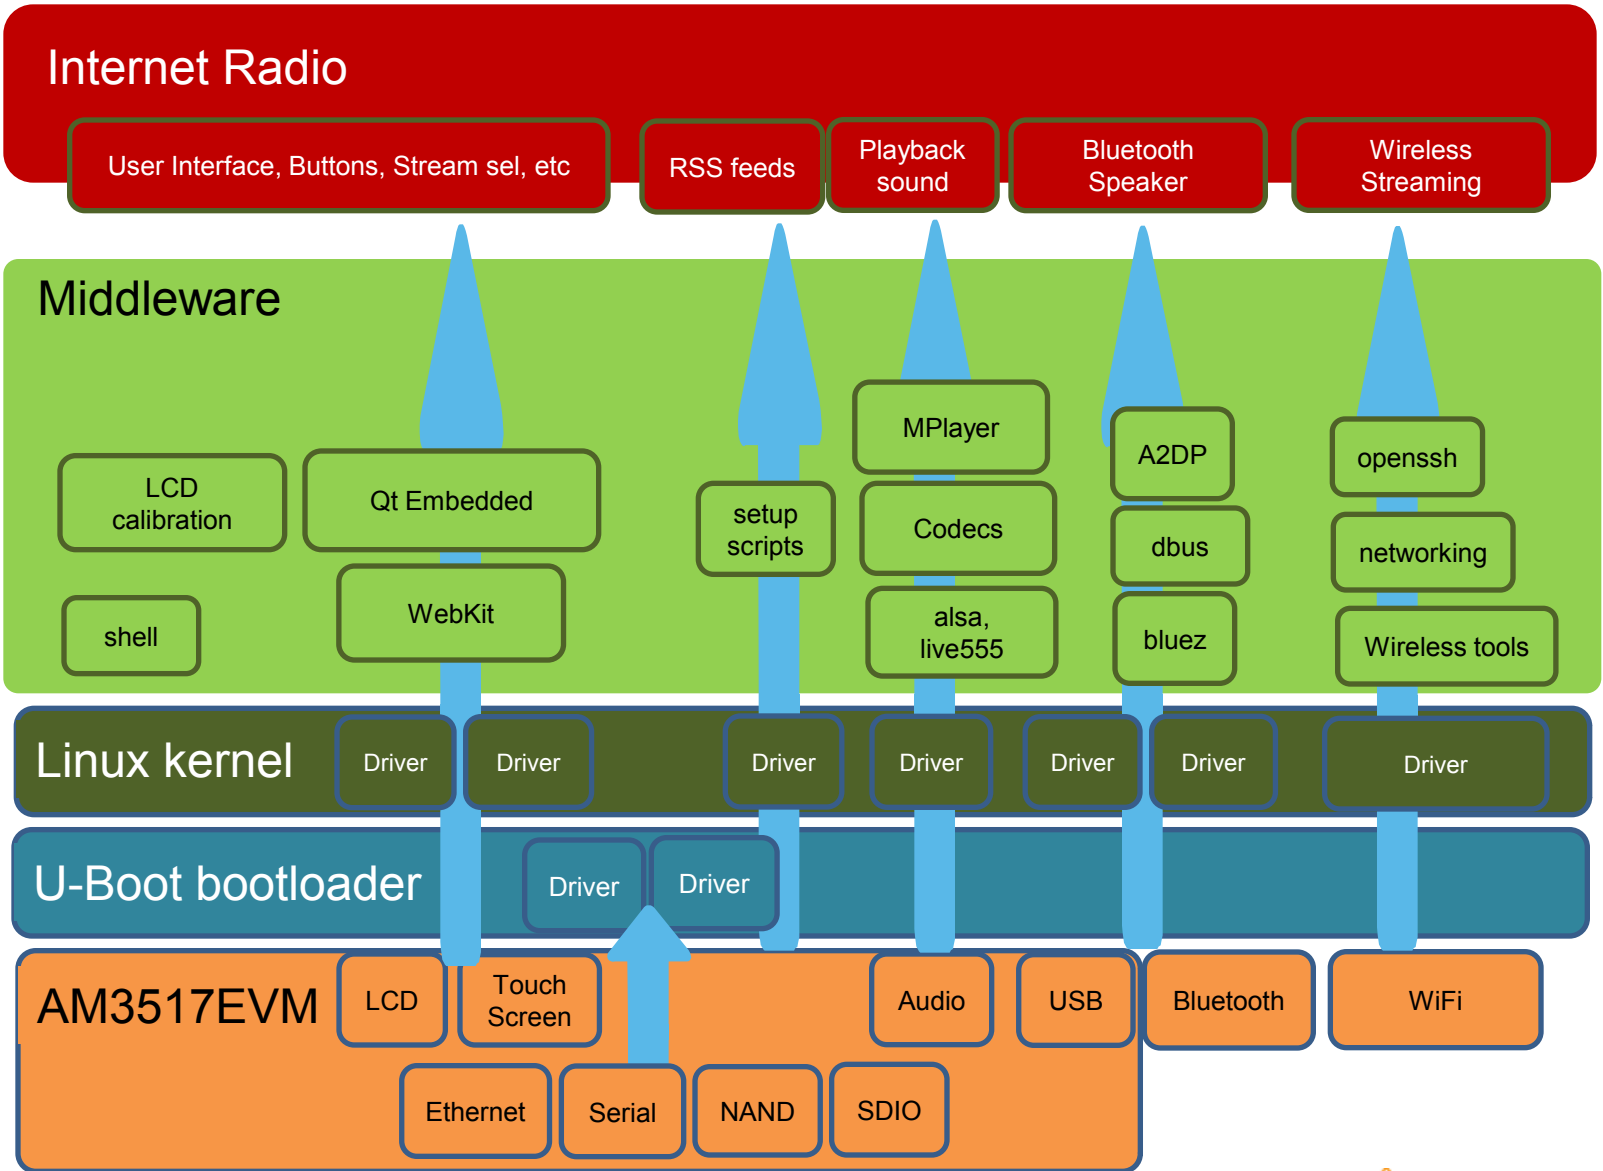 Internet Radio
User Interface, Buttons, Stream sel, etc
RSS feeds
Playback
sound
Bluetooth
Speaker
Wireless
Streaming
Middleware
LCD
calibration
Qt Embedded
setup
scripts
MPlayer
Codecs
A2DP
openssh
dbus
networking
shell
WebKit
alsa,
live555
bluez
Wireless tools
Linux kernel
Driver
Driver
Driver
Driver
Driver
Driver
Driver
U-Boot bootloader
Driver
Driver
AM3517EVM
LCD
Touch
Screen
Audio
USB
Bluetooth
WiFi
Ethernet
Serial
NAND
SDIO